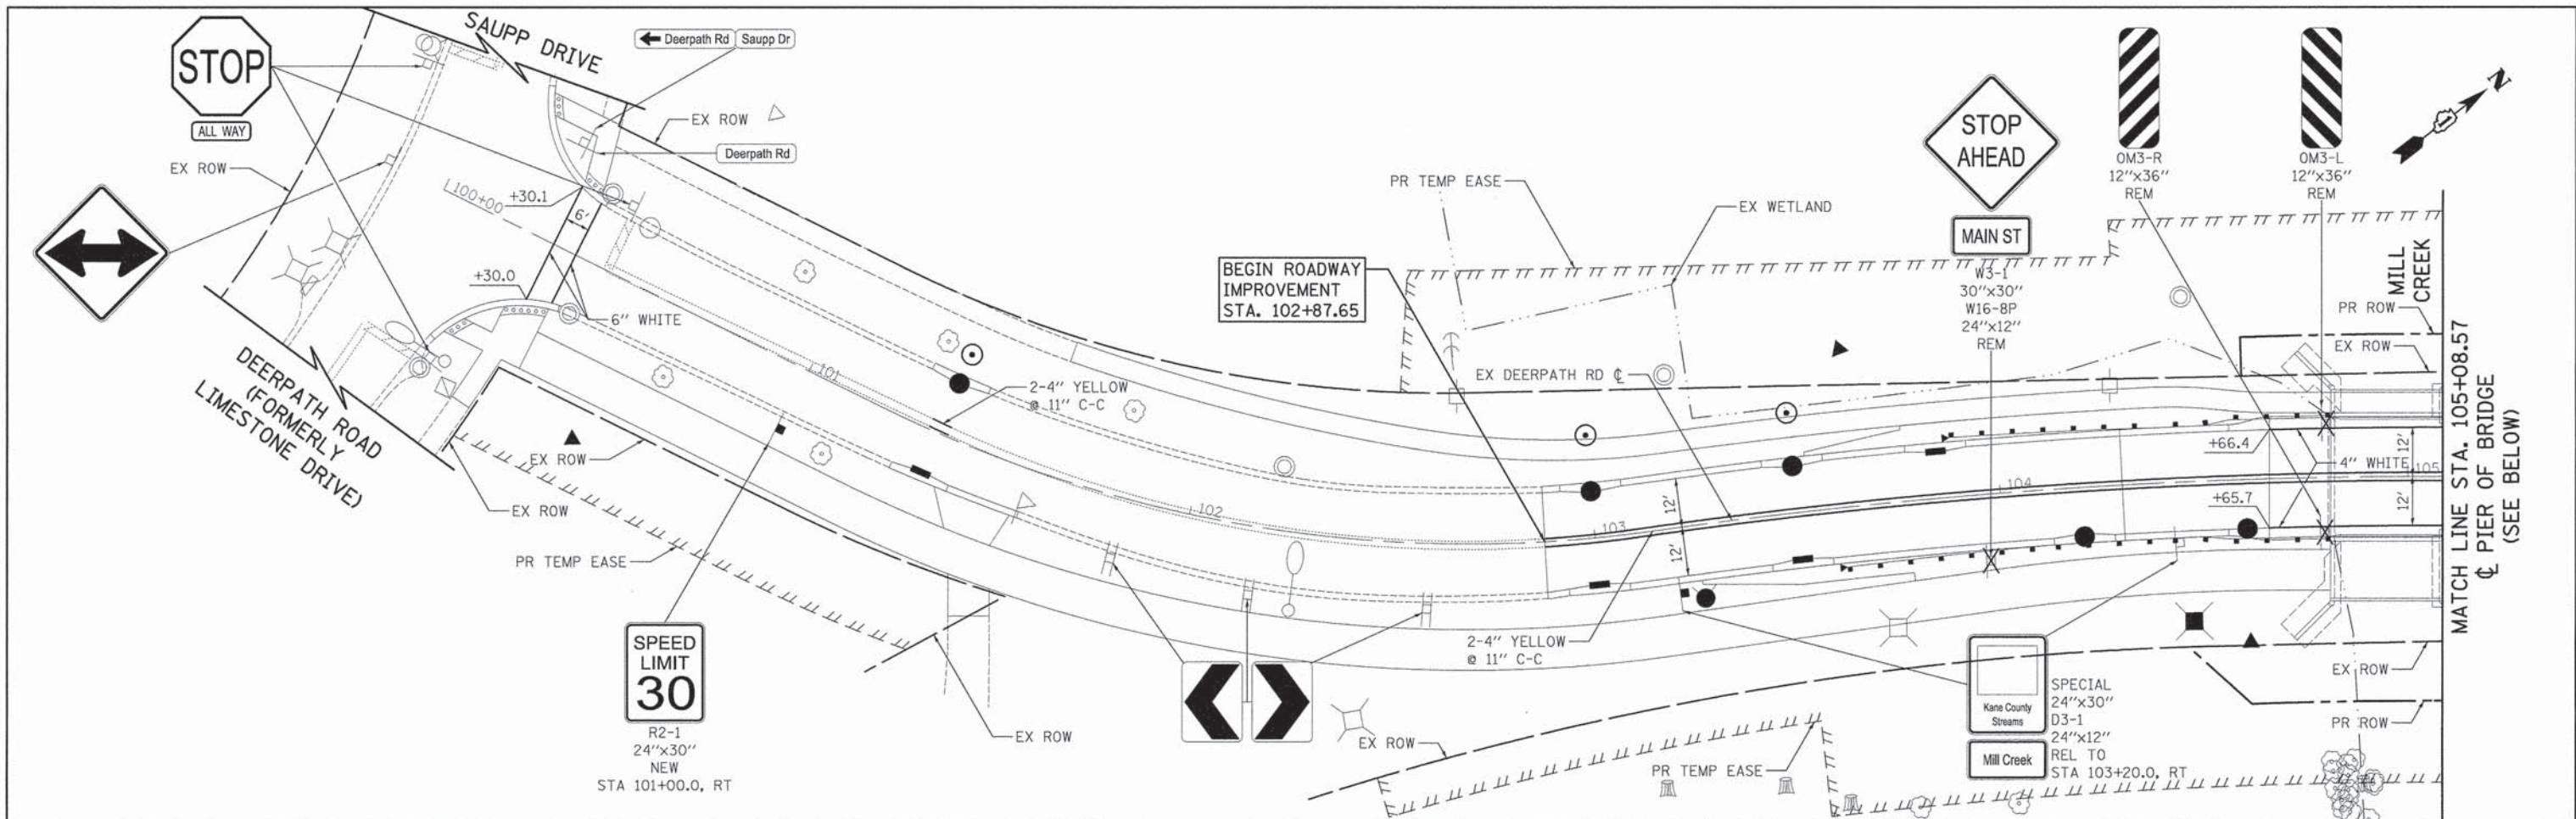 SAUPP DRIVE
STOP
ALL WAY
← Deerpath Rd
Saupp Dr
EX ROW
Deerpath Rd
EX ROW
100+00
+30.1
6'
+30.0
6" WHITE
DEERPATH ROAD
(FORMERLY
LIMESTONE DRIVE)
EX ROW
EX ROW
PR TEMP EASE
SPEED
LIMIT
30
R2-1
24"x30"
NEW
STA 101+00.0, RT
101
2-4" YELLOW
@ 11" C-C
102
EX ROW
BEGIN ROADWAY
IMPROVEMENT
STA. 102+87.65
PR TEMP EASE
EX WETLAND
EX DEERPATH RD ℄
103
12'
12'
2-4" YELLOW
@ 11" C-C
EX ROW
PR TEMP EASE
STOP
AHEAD
MAIN ST
W3-1
30"x30"
W16-8P
24"x12"
REM
OM3-R
12"x36"
REM
OM3-L
12"x36"
REM
N
MILL
CREEK
PR ROW
EX ROW
104
+66.4
4" WHITE
105
+65.7
12'
12'
Kane County
Streams
Mill Creek
SPECIAL
24"x30"
D3-1
24"x12"
REL TO
STA 103+20.0, RT
EX ROW
PR ROW
MATCH LINE STA. 105+08.57
℄ PIER OF BRIDGE
(SEE BELOW)